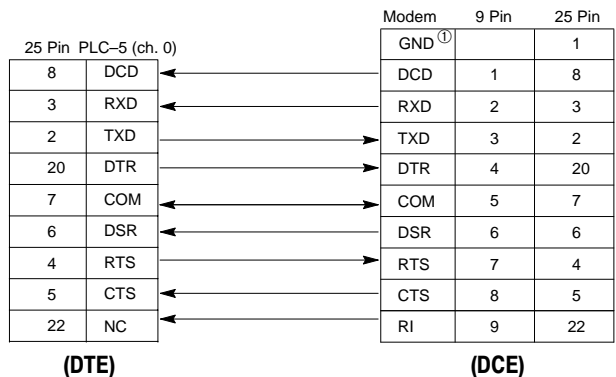 Modem 9 Pin 25 Pin
GND ① 1
25 Pin PLC–5 (ch. 0)
8 DCD DCD 1 8
3 RXD RXD 2 3
2 TXD TXD 3 2
20 DTR DTR 4 20
7 COM COM 5 7
6 DSR DSR 6 6
4 RTS RTS 7 4
5 CTS CTS 8 5
22 NC RI 9 22
(DTE) (DCE)